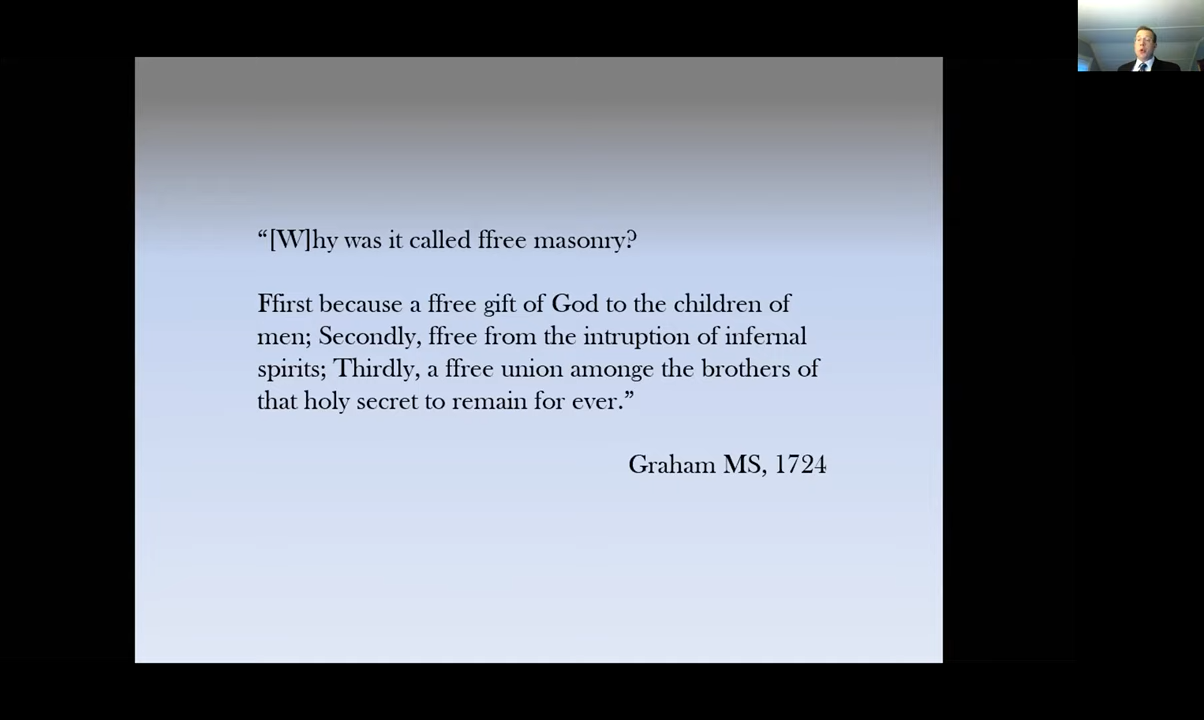 “[W]hy was it called ffree masonry?
Ffirst because a ffree gift of God to the children of
men; Secondly, ffree from the intruption of infernal
spirits; Thirdly, a ffree union amonge the brothers of
that holy secret to remain for ever.”
Graham MS, 1724